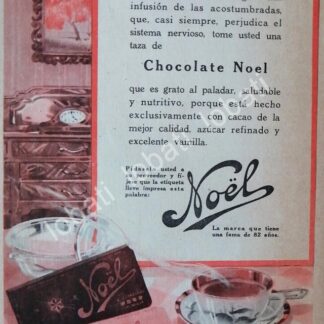 infusión de las acostumbradas,
que, casi siempre, perjudica el
sistema nervioso, tome usted una
taza de
Chocolate Noel
que es grato al paladar, saludable
y nutritivo, porque está hecho
exclusivamente con cacao de la
mejor calidad, azúcar refinado y
excelente vainilla.
Pídaselo usted a
su proveedor y fí-
jese que la etiqueta
lleve impresa esta
palabra:
Noël
La marca que tiene
una fama de 82 años.
Noël
lobati lobati lobati